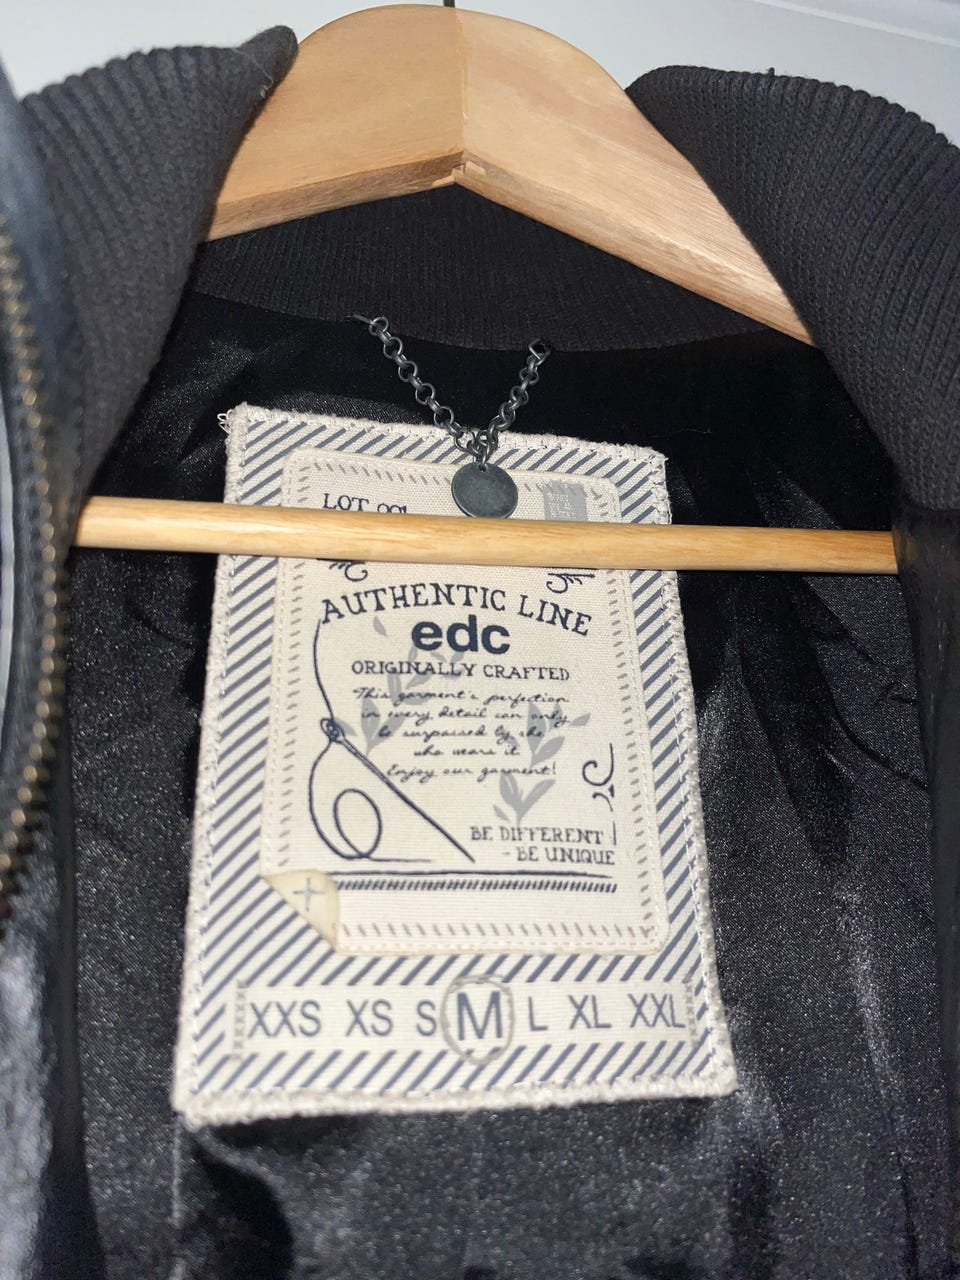 LOT
AUTHENTIC LINE
edc
ORIGINALLY CRAFTED
This garment's perfection
in every detail can only
be surpassed by she
who wears it.
Enjoy our garment!
BE DIFFERENT
- BE UNIQUE
XXS XS S M L XL XXL